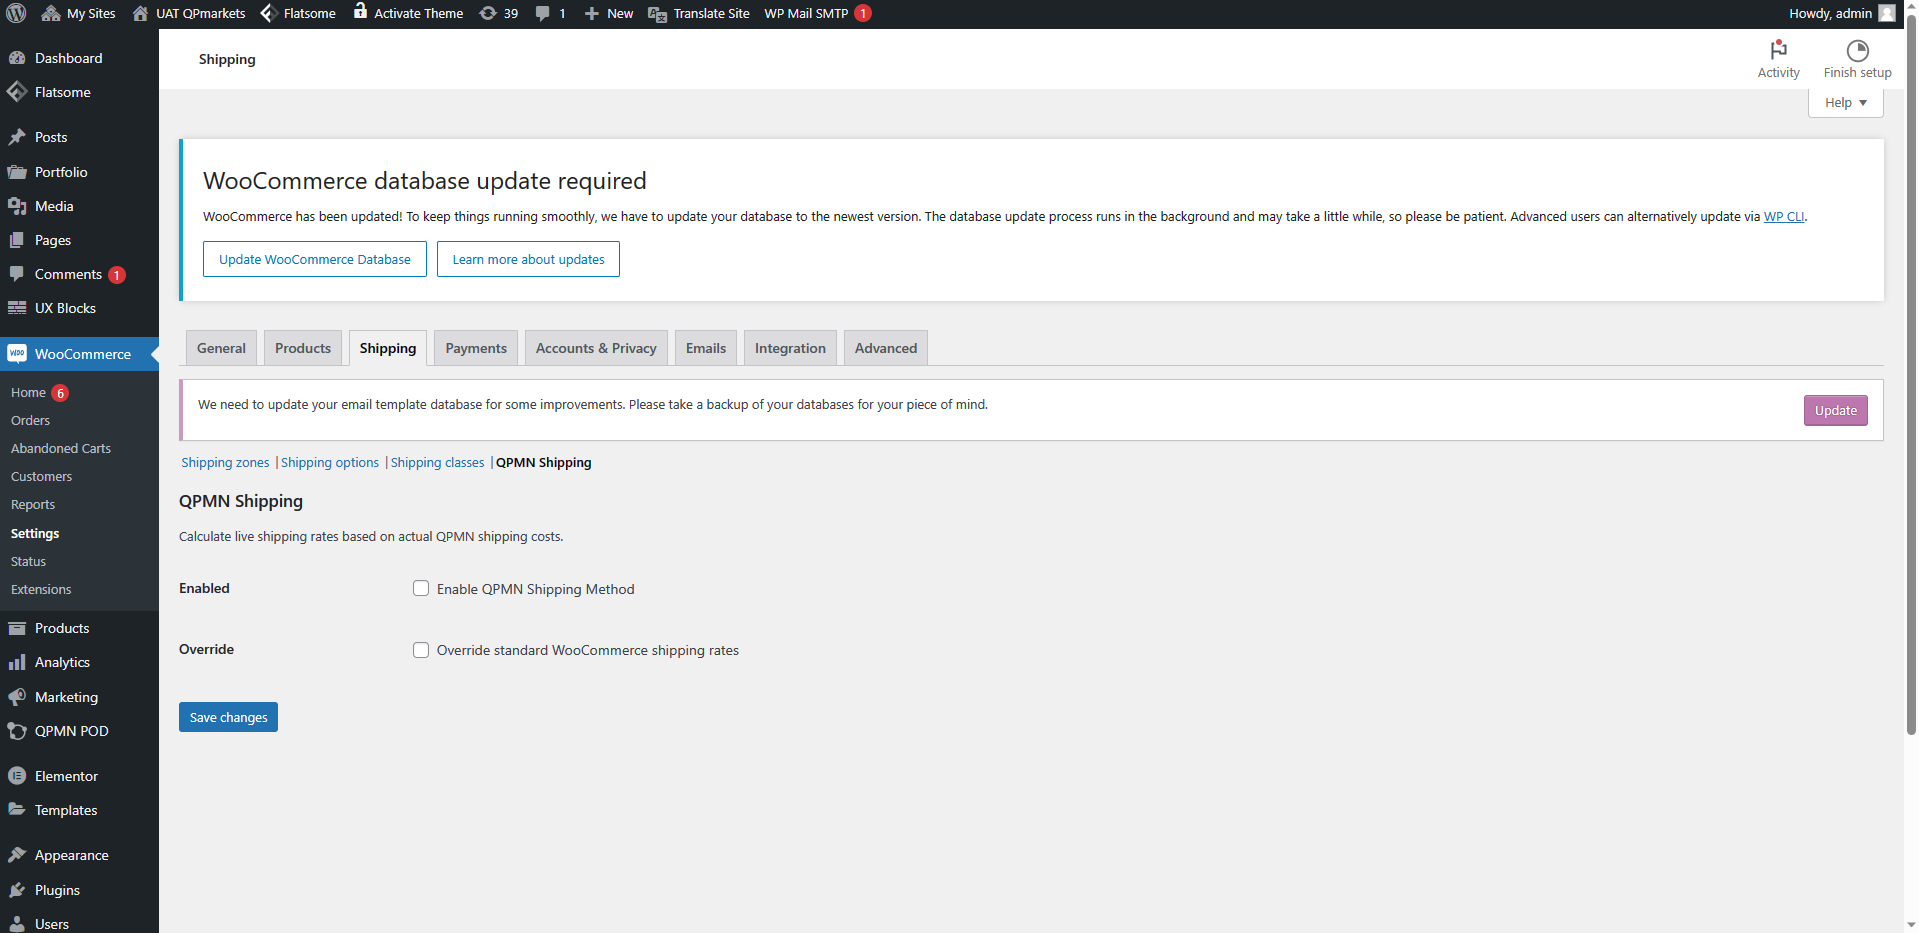 My Sites
UAT QPmarkets
Flatsome
Activate Theme
39
1
New
Translate Site
WP Mail SMTP 1
Howdy, admin
Dashboard
Flatsome
Posts
Portfolio
Media
Pages
Comments 1
UX Blocks
WooCommerce
Home 6
Orders
Abandoned Carts
Customers
Reports
Settings
Status
Extensions
Products
Analytics
Marketing
QPMN POD
Elementor
Templates
Appearance
Plugins
Users
Shipping
Activity
Finish setup
Help
WooCommerce database update required
WooCommerce has been updated! To keep things running smoothly, we have to update your database to the newest version. The database update process runs in the background and may take a little while, so please be patient. Advanced users can alternatively update via WP CLI.
Update WooCommerce Database
Learn more about updates
General
Products
Shipping
Payments
Accounts & Privacy
Emails
Integration
Advanced
We need to update your email template database for some improvements. Please take a backup of your databases for your piece of mind.
Update
Shipping zones | Shipping options | Shipping classes | QPMN Shipping
QPMN Shipping
Calculate live shipping rates based on actual QPMN shipping costs.
Enabled
Enable QPMN Shipping Method
Override
Override standard WooCommerce shipping rates
Save changes